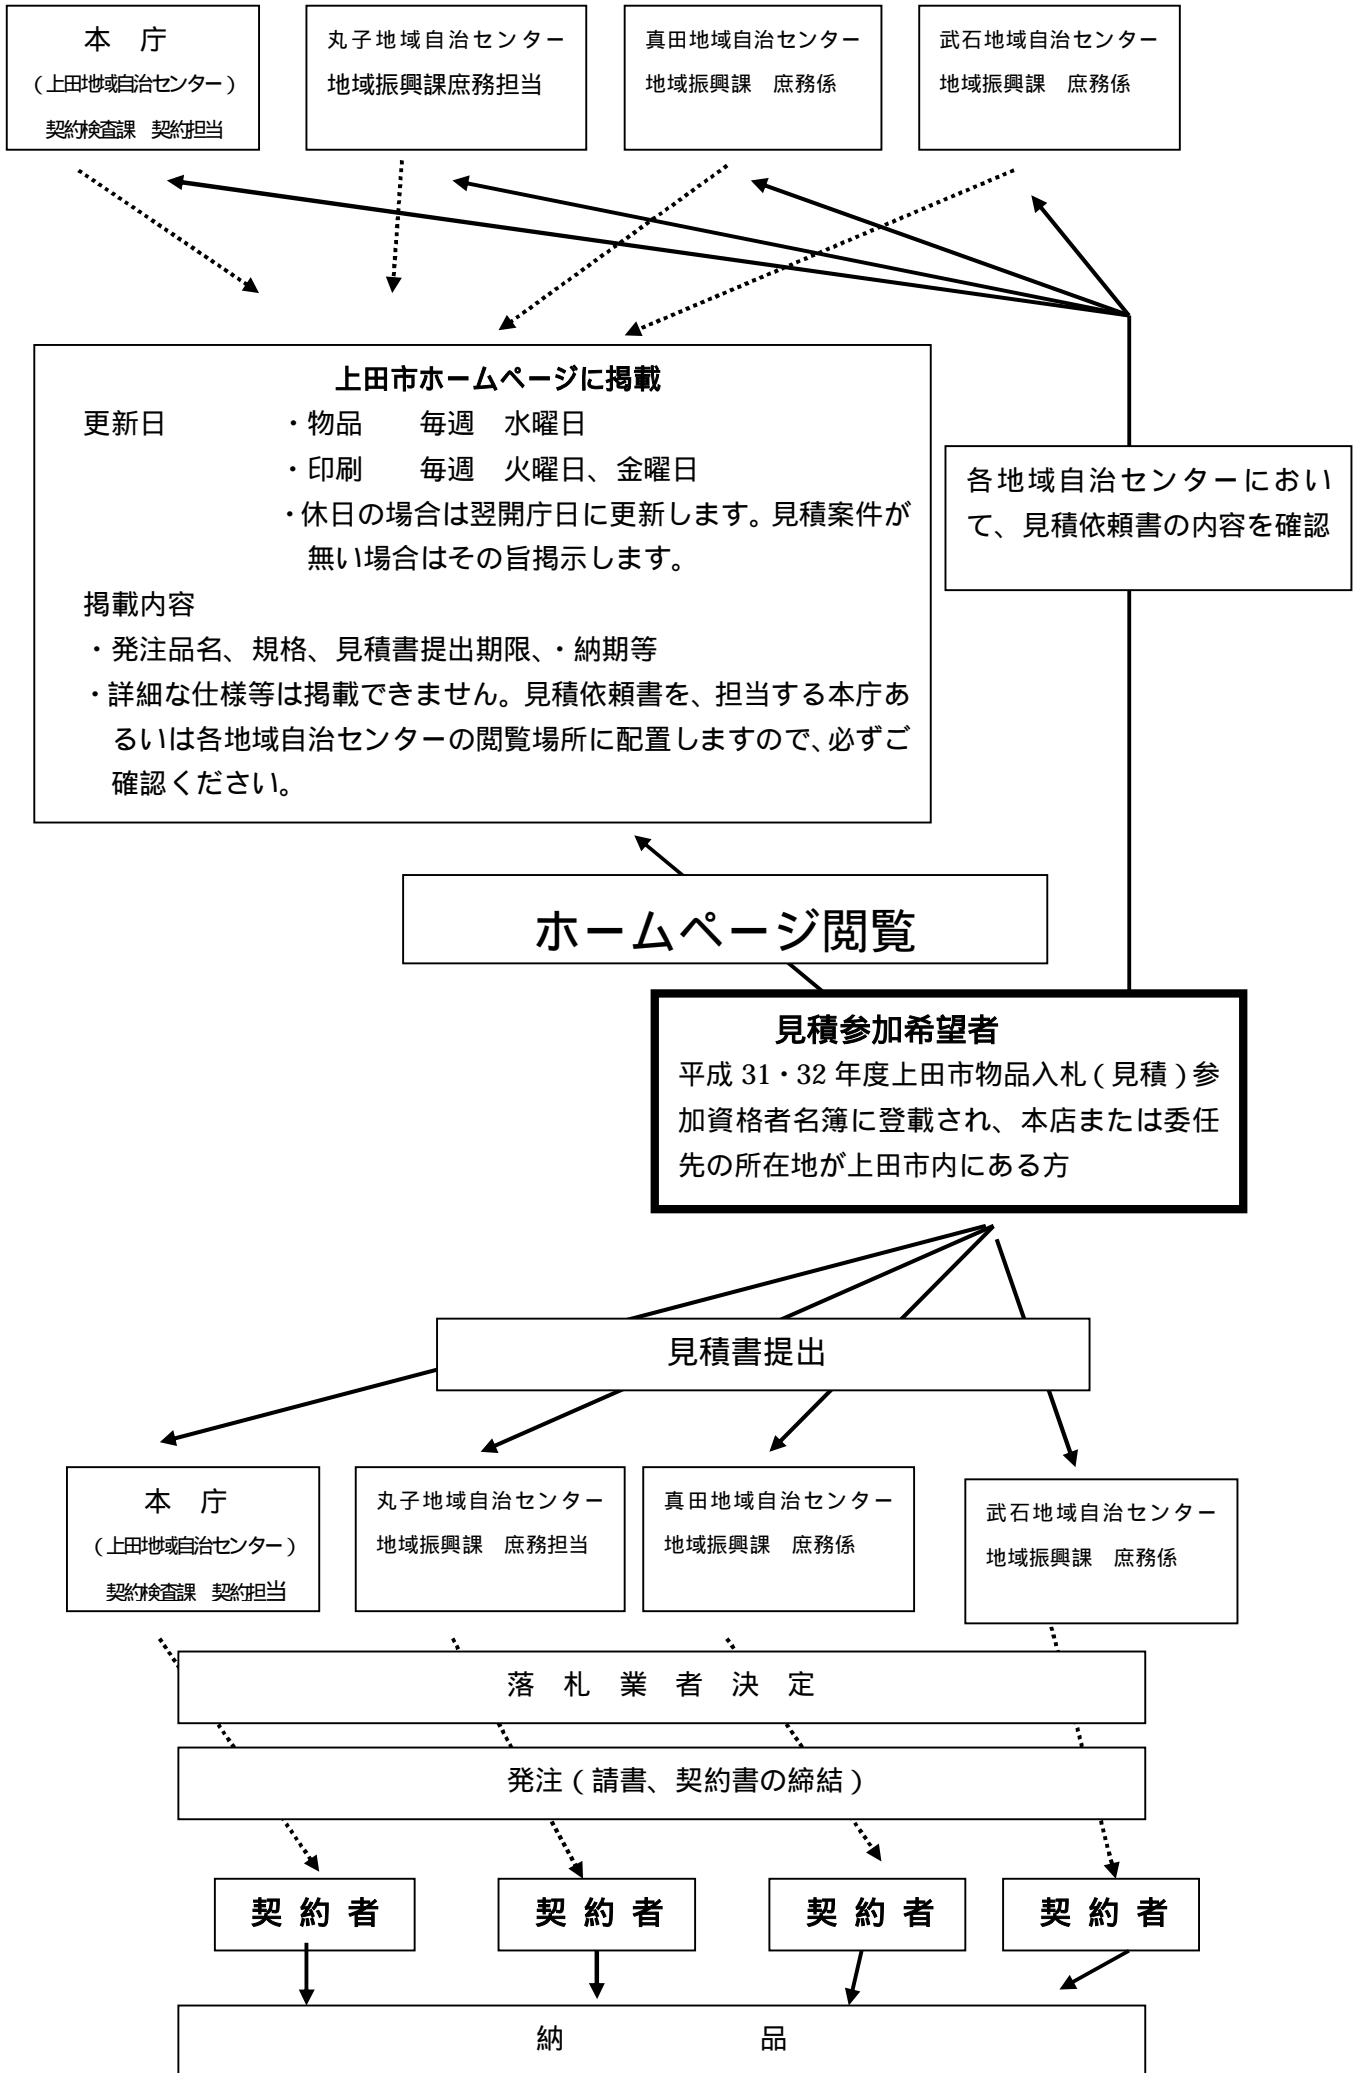 本　庁
（上田地域自治センター）
契約検査課　契約担当
丸子地域自治センター
地域振興課庶務担当
真田地域自治センター
地域振興課　庶務係
武石地域自治センター
地域振興課　庶務係
上田市ホームページに掲載
更新日　・物品　毎週　水曜日
・印刷　毎週　火曜日、金曜日
・休日の場合は翌開庁日に更新します。見積案件が
無い場合はその旨掲示します。
掲載内容
・発注品名、規格、見積書提出期限、・納期等
・詳細な仕様等は掲載できません。見積依頼書を、担当する本庁あ
るいは各地域自治センターの閲覧場所に配置しますので、必ずご
確認ください。
各地域自治センターにおい
て、見積依頼書の内容を確認
ホームページ閲覧
見積参加希望者
平成 31・32 年度上田市物品入札（見積）参
加資格者名簿に登載され、本店または委任
先の所在地が上田市内にある方
見積書提出
本　庁
（上田地域自治センター）
契約検査課　契約担当
丸子地域自治センター
地域振興課　庶務担当
真田地域自治センター
地域振興課　庶務係
武石地域自治センター
地域振興課　庶務係
落　札　業　者　決　定
発注（請書、契約書の締結）
契 約 者
契 約 者
契 約 者
契 約 者
納　　　　　　　品